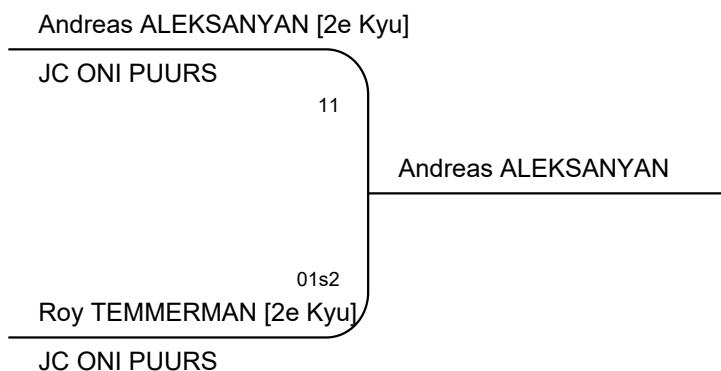 Andreas ALEKSANYAN [2e Kyu]
JC ONI PUURS
11
Andreas ALEKSANYAN
01s2
Roy TEMMERMAN [2e Kyu]
JC ONI PUURS